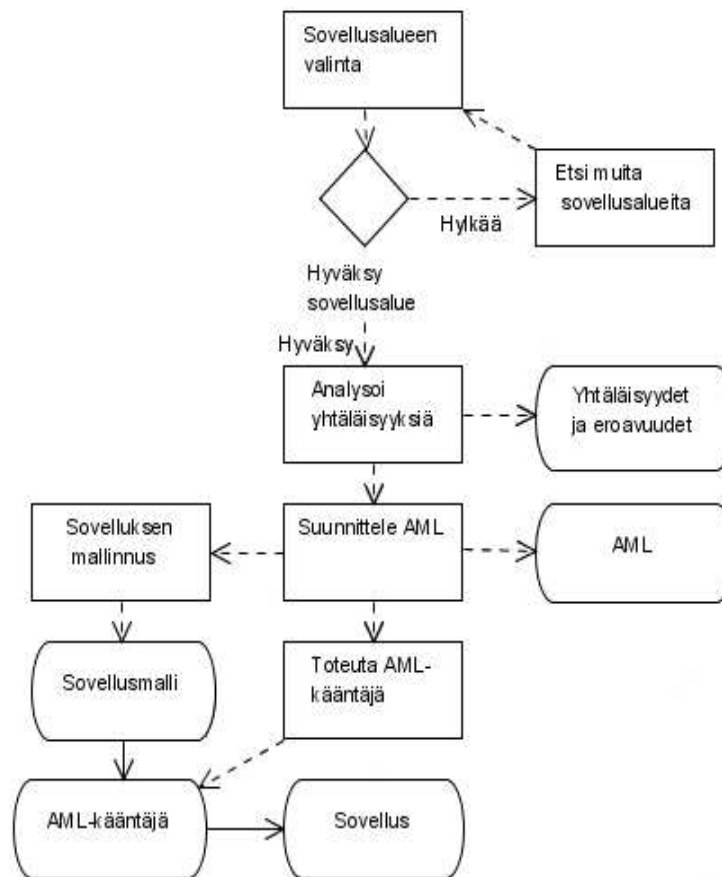 Sovellusalueen
valinta
Etsi muita
sovellusalueita
Hylkää
Hyväksy
sovellusalue
Hyväksy
Analysoi
yhtäläisyyksiä
Yhtäläisyydet
ja eroavuudet
Sovelluksen
mallinnus
Suunnittele AML
AML
Sovellusmalli
Toteuta AML-
kääntäjä
AML-kääntäjä
Sovellus